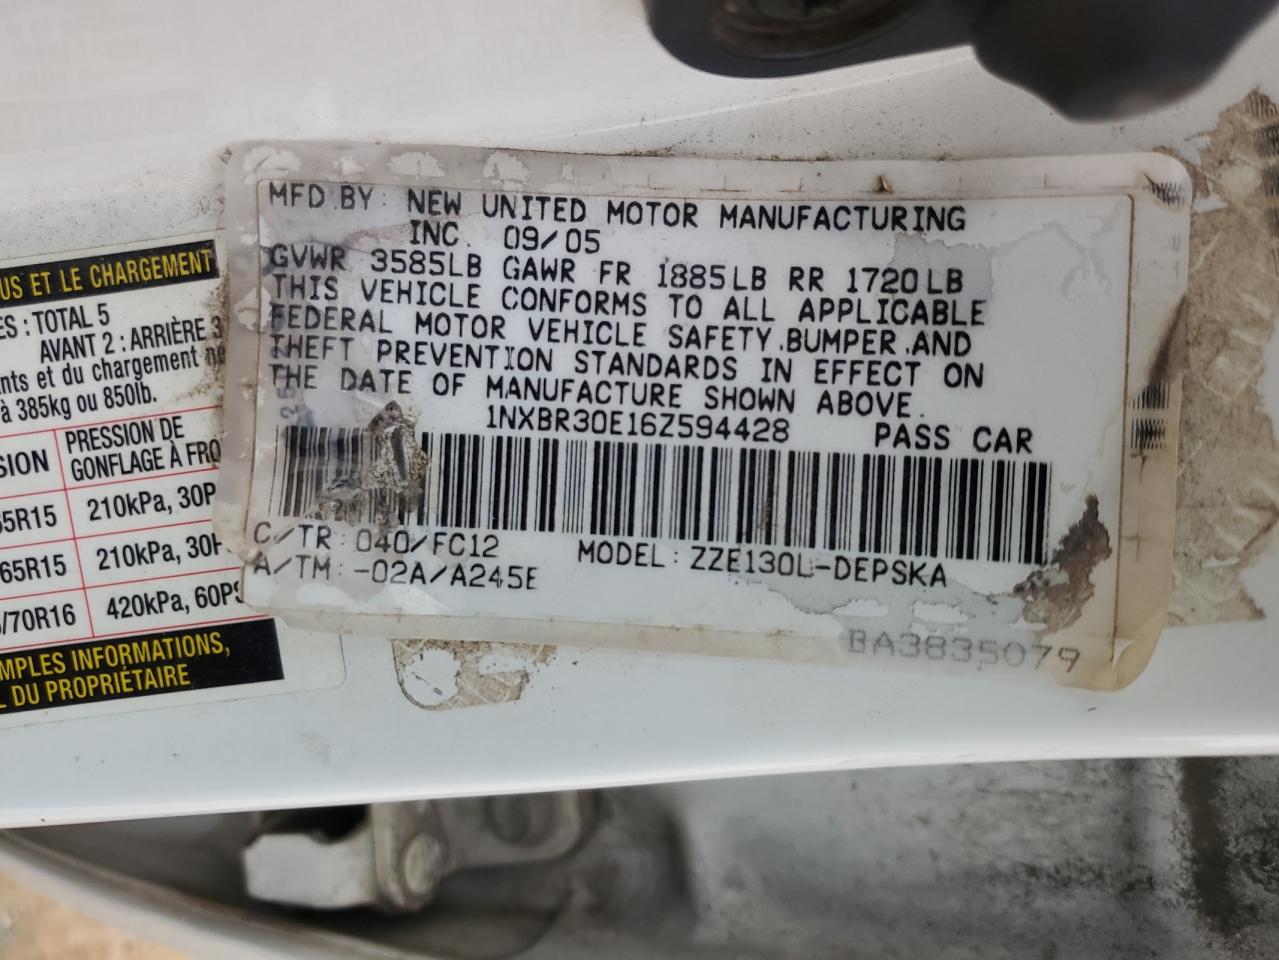 MFD.BY: NEW UNITED MOTOR MANUFACTURING
INC. 09/05
GVWR 3585LB GAWR FR 1885LB RR 1720LB
THIS VEHICLE CONFORMS TO ALL APPLICABLE
FEDERAL MOTOR VEHICLE SAFETY,BUMPER,AND
THEFT PREVENTION STANDARDS IN EFFECT ON
THE DATE OF MANUFACTURE SHOWN ABOVE.
1NXBR30E16Z594428 PASS CAR
C/TR: 040/FC12 MODEL: ZZE130L-DEPSKA
A/TM: -02A/A245E
BA3835079
US ET LE CHARGEMENT
ES : TOTAL 5
AVANT 2 : ARRIÈRE 3
nts et du chargement ne
à 385kg ou 850lb.
SION PRESSION DE
GONFLAGE À FRO
5R15 210kPa, 30P
65R15 210kPa, 30P
/70R16 420kPa, 60PS
MPLES INFORMATIONS,
L DU PROPRIÉTAIRE